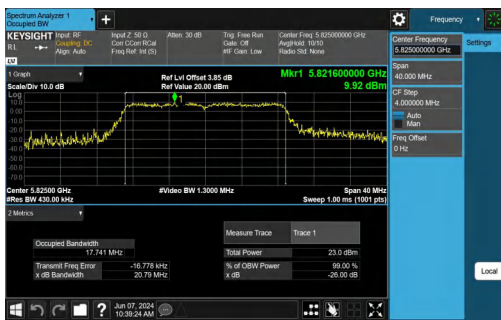 Spectrum Analyzer 1
Occupied BW
KEYSIGHT
RL
Input: RF
Coupling: DC
Align: Auto
Input Z: 50 Ω
Corr CCorr RCal
Freq Ref: Int (S)
Atten: 30 dB
Trig: Free Run
Gate: Off
#IF Gain: Low
Center Freq: 5.825000000 GHz
Avg|Hold: 10/10
Radio Std: None
LXI
1 Graph
Scale/Div 10.0 dB
Ref Lvl Offset 3.85 dB
Ref Value 20.00 dBm
Mkr1 5.821600000 GHz
9.92 dBm
Log
10.0
0.00
-10.0
-20.0
-30.0
-40.0
-50.0
-60.0
-70.0
1
Center 5.82500 GHz
#Res BW 430.00 kHz
#Video BW 1.3000 MHz
Span 40 MHz
Sweep 1.00 ms (1001 pts)
2 Metrics
Measure Trace
Trace 1
Occupied Bandwidth
17.741 MHz
Total Power
23.0 dBm
Transmit Freq Error
-16.778 kHz
% of OBW Power
99.00 %
x dB Bandwidth
20.79 MHz
x dB
-26.00 dB
Jun 07, 2024
10:39:24 AM
Frequency
Center Frequency
5.825000000 GHz
Settings
Span
40.000 MHz
CF Step
4.000000 MHz
Auto
Man
Freq Offset
0 Hz
Local